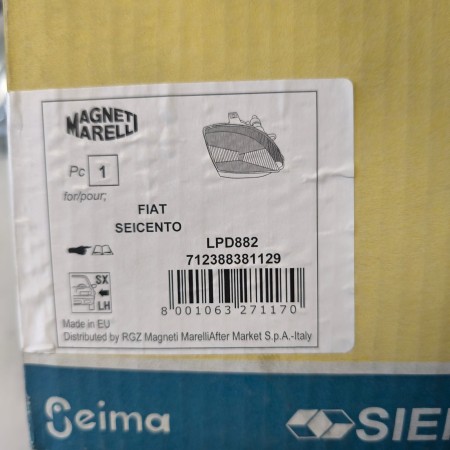 MAGNETI
MARELLI
Pc 1
for/pour;
FIAT
SEICENTO
LPD882
712388381129
SX
LH
8 001063 271170
Made in EU
Distributed by RGZ Magneti MarelliAfter Market S.p.A.-Italy
Seima
SIE